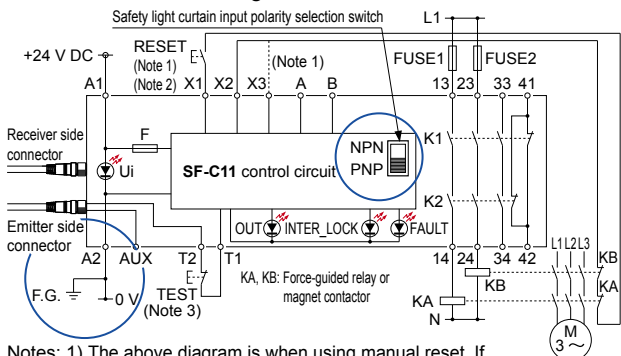 Safety light curtain input polarity selection switch
L1
+24 V DC
RESET
(Note 1)
(Note 2)
(Note 1)
FUSE1
FUSE2
A1
X1
X2
X3
A
B
13
23
33
41
Receiver side
connector
F
Ui
SF-C11 control circuit
NPN
PNP
K1
K2
Emitter side
connector
OUT
INTER_LOCK
FAULT
A2
AUX
T2
T1
14
24
34
42
L1L2L3
KB
KA
F.G.
0 V
TEST
(Note 3)
KA, KB: Force-guided relay or
magnet contactor
KB
KA
N
M
3～
Notes: 1) The above diagram is when using manual reset. If